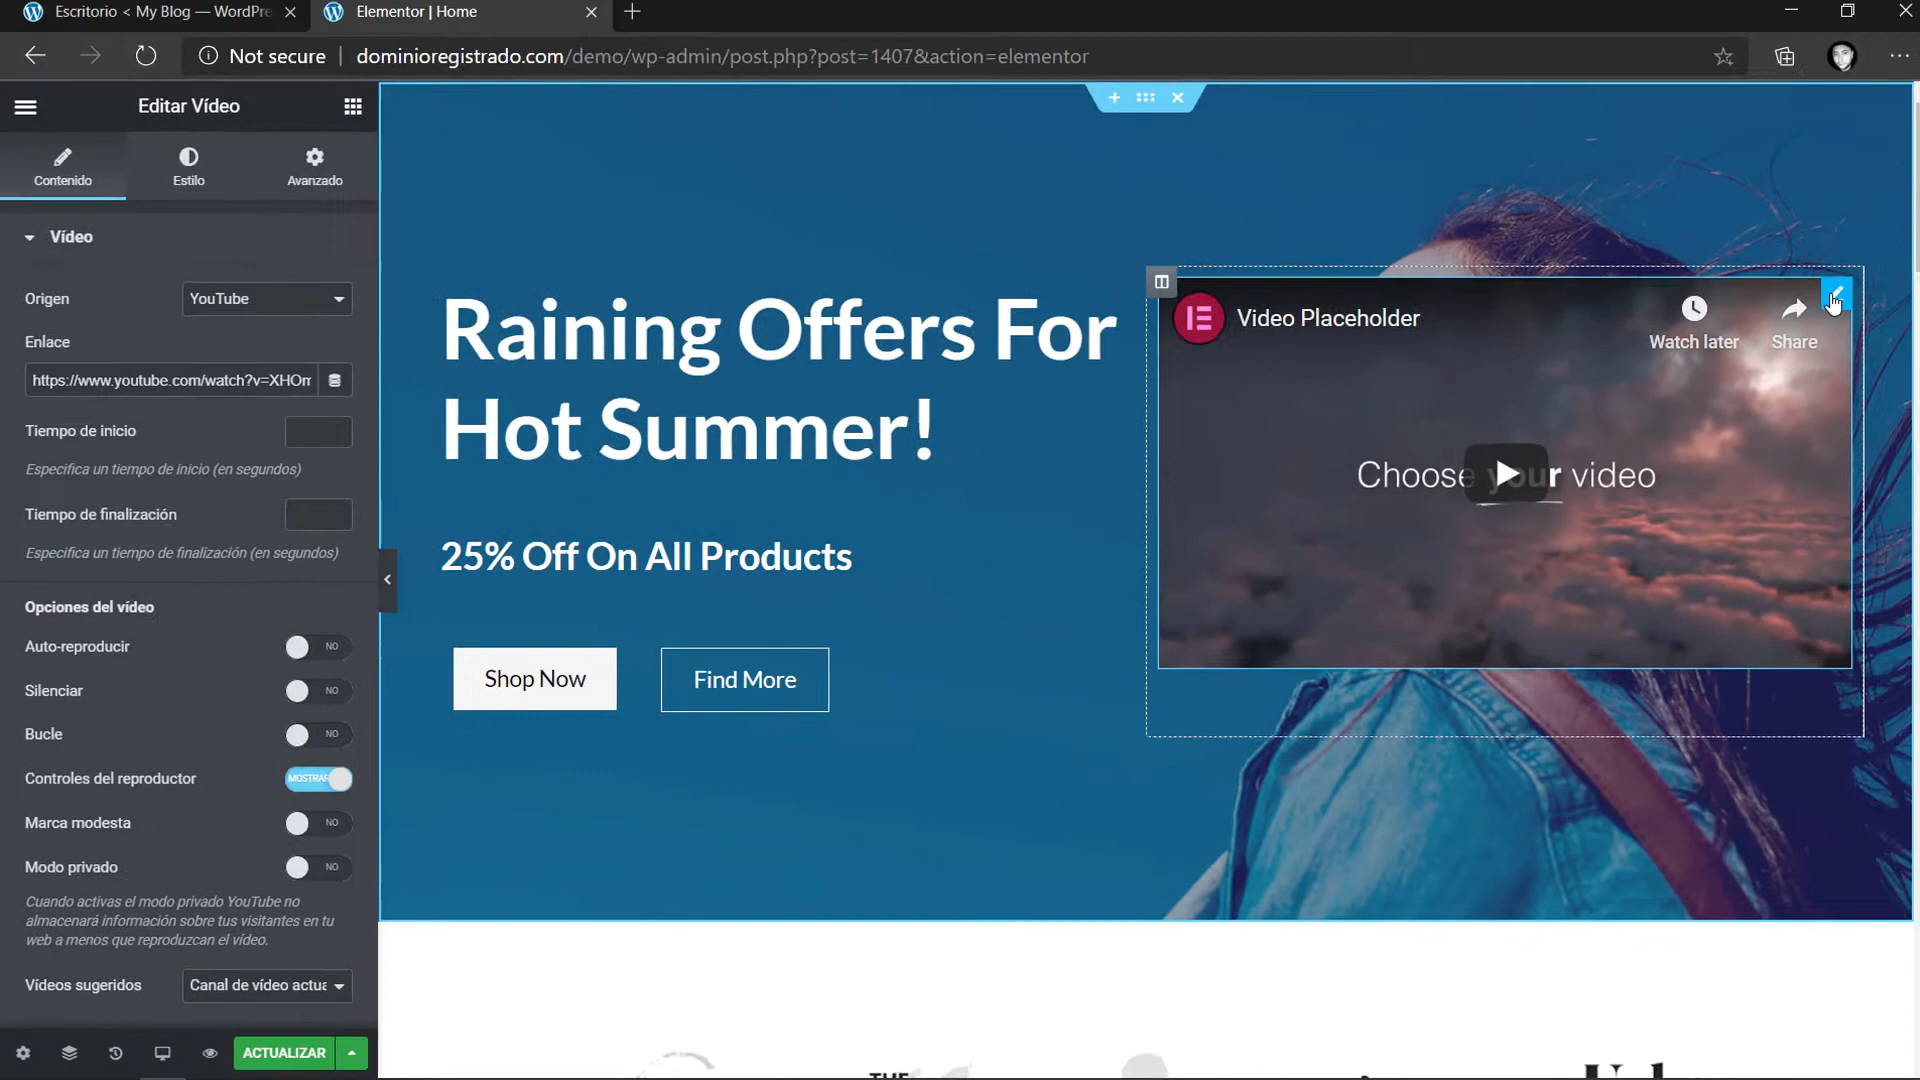 Escritorio < My Blog — WordPre
Elementor | Home
Not secure
dominioregistrado.com/demo/wp-admin/post.php?post=1407&action=elementor
Editar Vídeo
Contenido
Estilo
Avanzado
Vídeo
Origen
YouTube
Enlace
https://www.youtube.com/watch?v=XHOm
Tiempo de inicio
Especifica un tiempo de inicio (en segundos)
Tiempo de finalización
Especifica un tiempo de finalización (en segundos)
Opciones del vídeo
Auto-reproducir
NO
Silenciar
NO
Bucle
NO
Controles del reproductor
MOSTRAR
Marca modesta
NO
Modo privado
NO
Cuando activas el modo privado YouTube no
almacenará información sobre tus visitantes en tu
web a menos que reproduzcan el vídeo.
Vídeos sugeridos
Canal de vídeo actua
ACTUALIZAR
Raining Offers For
Hot Summer!
25% Off On All Products
Shop Now
Find More
Video Placeholder
Watch later
Share
Choose your video
THE